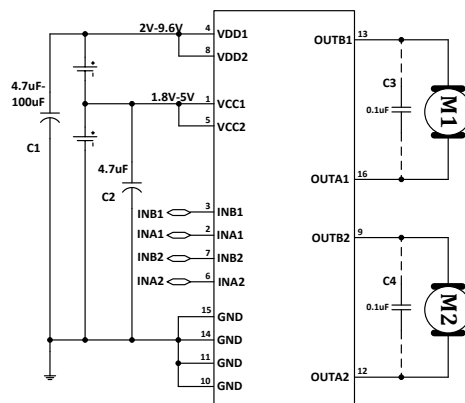 2V-9.6V 4 VDD1 OUTB1 13
8 VDD2
4.7uF-
100uF
C1
1.8V-5V 1 VCC1
5 VCC2
C3
0.1uF
M1
4.7uF
C2
OUTA1 16
INB1 3 INB1
INA1 2 INA1
INB2 7 INB2
INA2 6 INA2
OUTB2 9
C4
0.1uF
M2
15 GND
14 GND
11 GND
10 GND
OUTA2 12